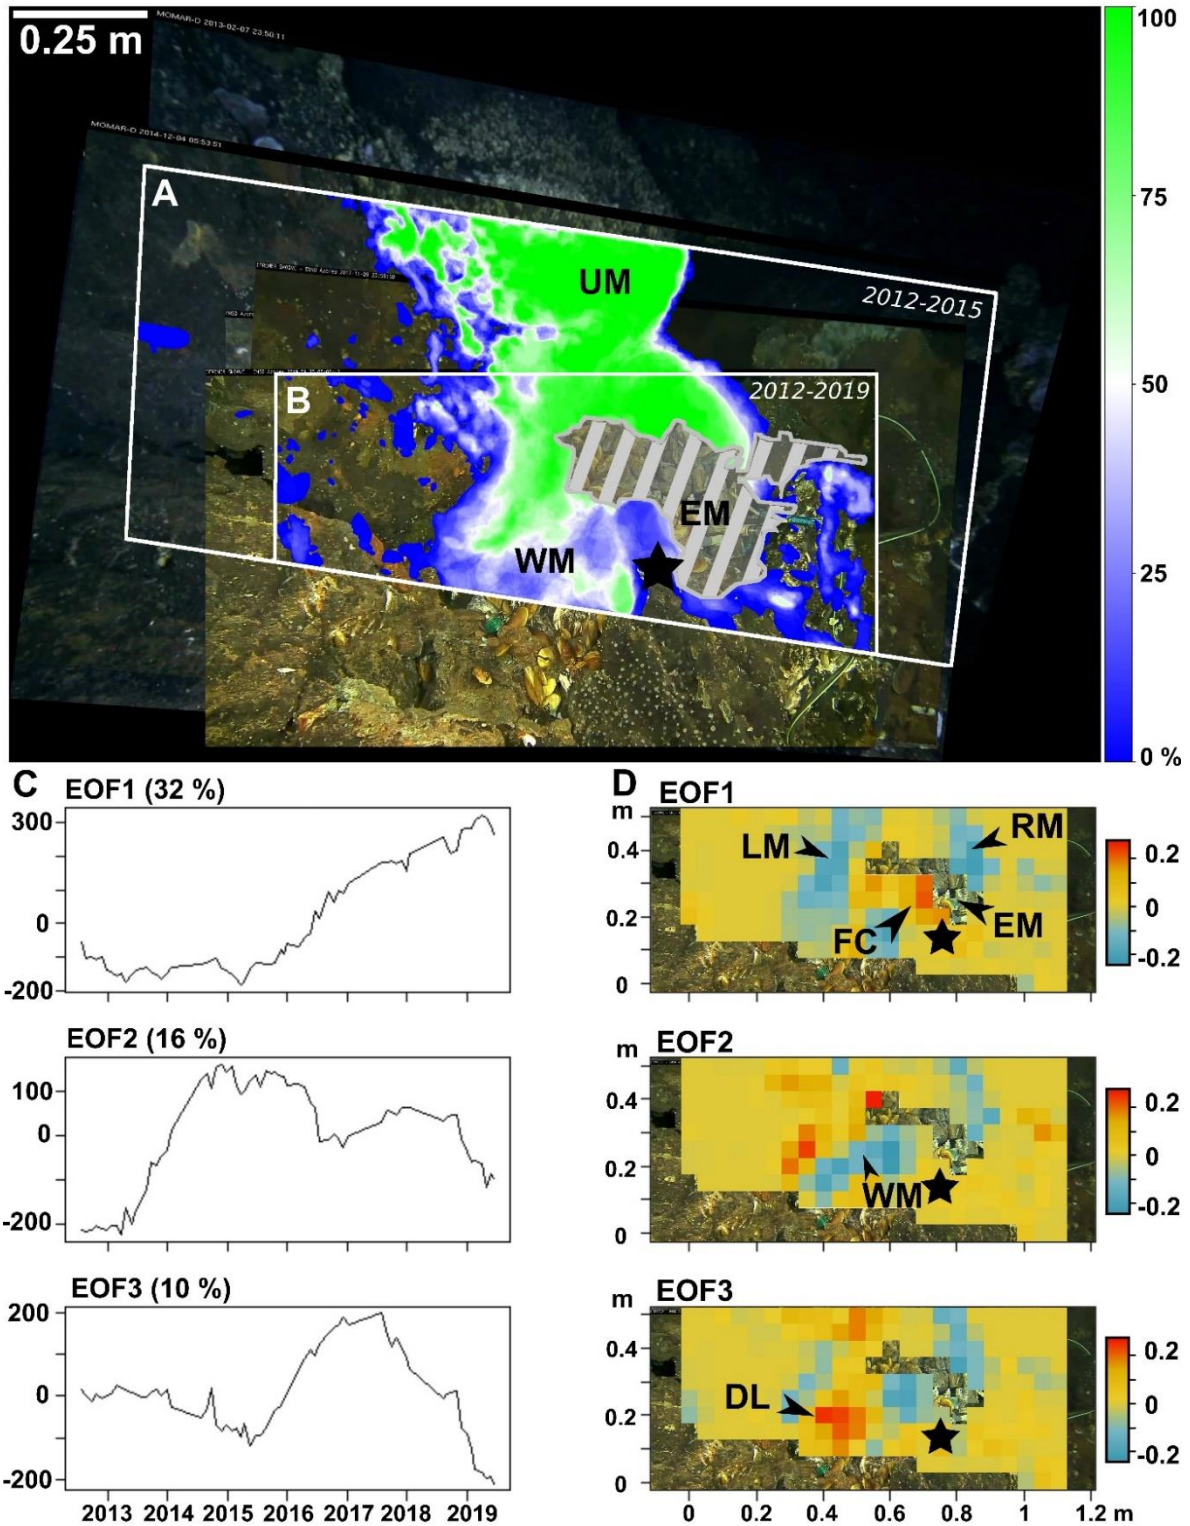 0.25 m
MOMAR-D 2013-02-07 23:50:11
MOMAR-D 2014-12-04 05:53:51
100
75
50
25
0 %
A
2012-2015
UM
B
2012-2019
EM
WM
C
EOF1 (32 %)
300
0
-200
EOF2 (16 %)
100
0
-200
EOF3 (10 %)
200
0
-200
2013 2014 2015 2016 2017 2018 2019
D
EOF1
m
0.4
0.2
0
LM
RM
FC
EM
0.2
0
-0.2
EOF2
m
0.4
0.2
0
WM
0.2
0
-0.2
EOF3
m
0.4
0.2
0
DL
0.2
0
-0.2
0 0.2 0.4 0.6 0.8 1 1.2 m